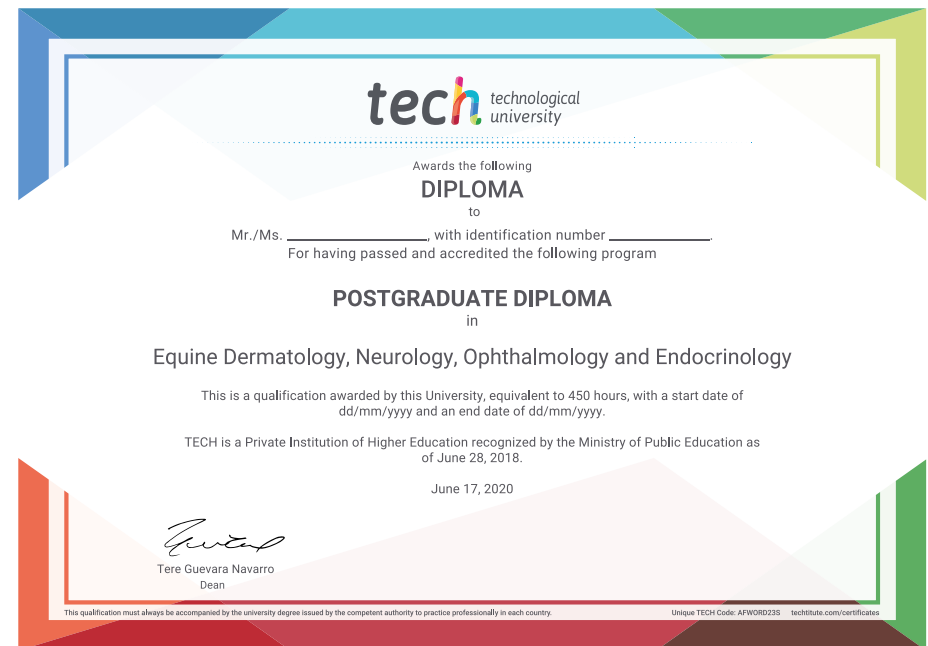 tech technological
university
Awards the following
DIPLOMA
to
Mr./Ms. ____________________, with identification number ______________.
For having passed and accredited the following program
POSTGRADUATE DIPLOMA
in
Equine Dermatology, Neurology, Ophthalmology and Endocrinology
This is a qualification awarded by this University, equivalent to 450 hours, with a start date of
dd/mm/yyyy and an end date of dd/mm/yyyy.
TECH is a Private Institution of Higher Education recognized by the Ministry of Public Education as
of June 28, 2018.
June 17, 2020
Tere Guevara Navarro
Dean
This qualification must always be accompanied by the university degree issued by the competent authority to practice professionally in each country. Unique TECH Code: AFWORD23S techtitute.com/certificates